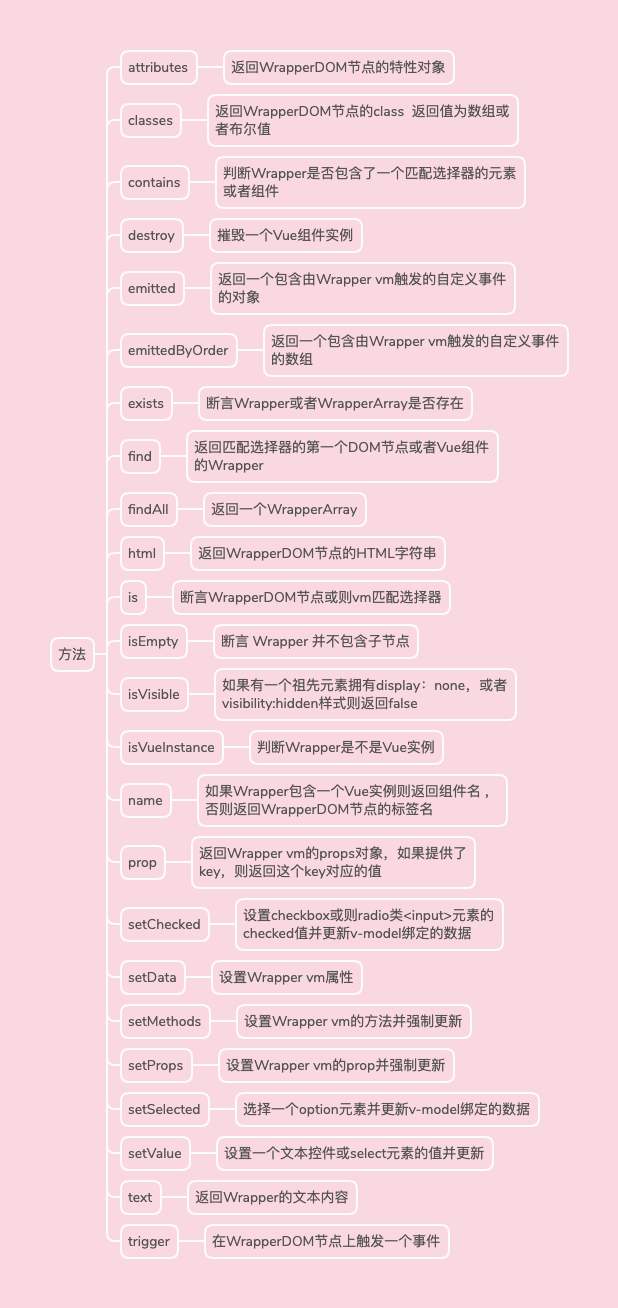 attributes
返回WrapperDOM节点的特性对象
classes
返回WrapperDOM节点的class 返回值为数组或
者布尔值
contains
判断Wrapper是否包含了一个匹配选择器的元素
或者组件
destroy
摧毁一个Vue组件实例
emitted
返回一个包含由Wrapper vm触发的自定义事件
的对象
emittedByOrder
返回一个包含由Wrapper vm触发的自定义事件
的数组
exists
断言Wrapper或者WrapperArray是否存在
find
返回匹配选择器的第一个DOM节点或者Vue组件
的Wrapper
findAll
返回一个WrapperArray
html
返回WrapperDOM节点的HTML字符串
is
断言WrapperDOM节点或则vm匹配选择器
isEmpty
断言 Wrapper 并不包含子节点
方法
isVisible
如果有一个祖先元素拥有display：none，或者
visibility:hidden样式则返回false
isVueInstance
判断Wrapper是不是Vue实例
name
如果Wrapper包含一个Vue实例则返回组件名，
否则返回WrapperDOM节点的标签名
prop
返回Wrapper vm的props对象，如果提供了
key，则返回这个key对应的值
setChecked
设置checkbox或则radio类<input>元素的
checked值并更新v-model绑定的数据
setData
设置Wrapper vm属性
setMethods
设置Wrapper vm的方法并强制更新
setProps
设置Wrapper vm的prop并强制更新
setSelected
选择一个option元素并更新v-model绑定的数据
setValue
设置一个文本控件或select元素的值并更新
text
返回Wrapper的文本内容
trigger
在WrapperDOM节点上触发一个事件